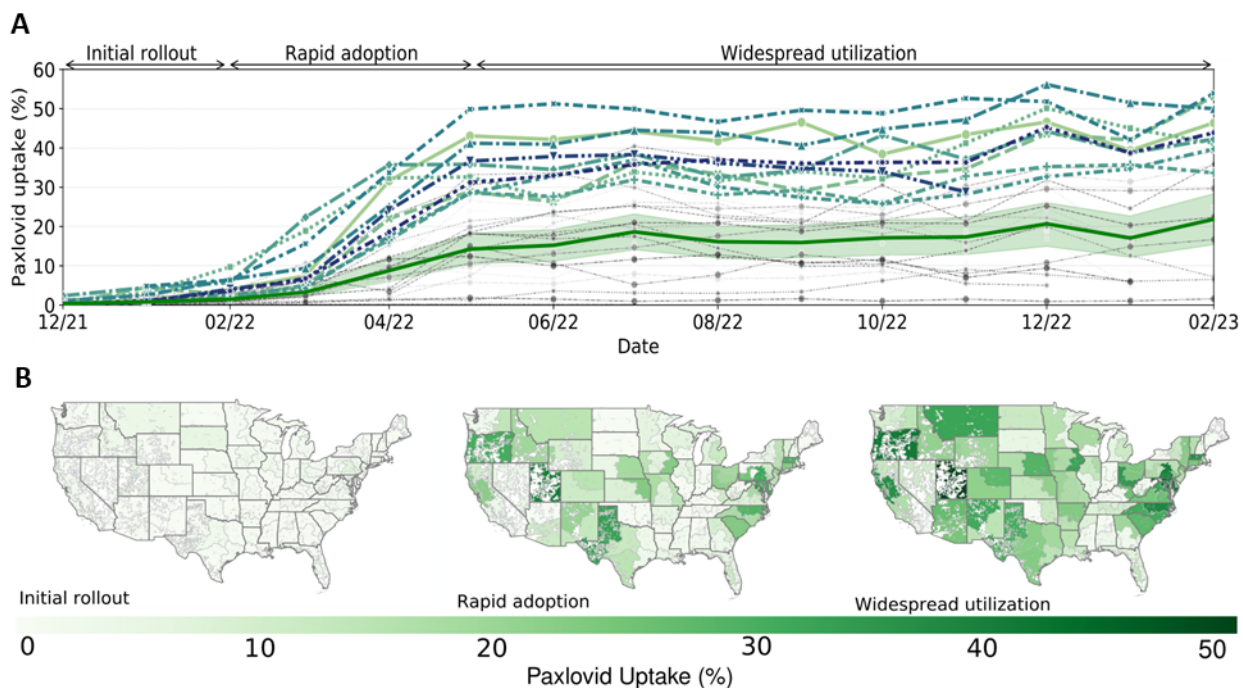 A
Initial rollout Rapid adoption Widespread utilization
60
50
40
30
20
10
0
Paxlovid uptake (%)
12/21 02/22 04/22 06/22 08/22 10/22 12/22 02/23
Date
B
Initial rollout Rapid adoption Widespread utilization
0 10 20 30 40 50
Paxlovid Uptake (%)